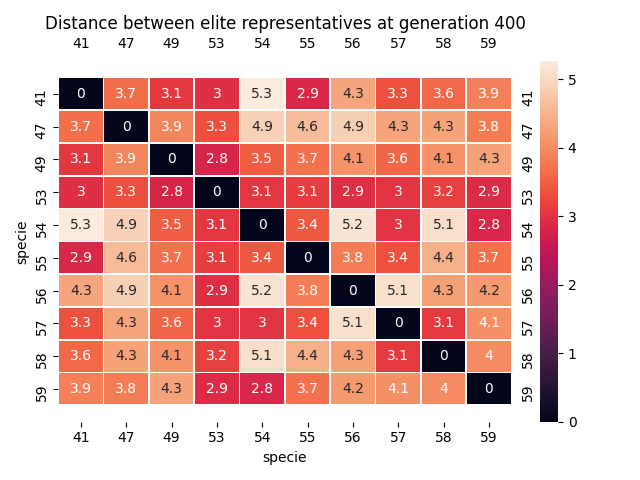 Distance between elite representatives at generation 400
41 47 49 53 54 55 56 57 58 59
41 0 3.7 3.1 3 5.3 2.9 4.3 3.3 3.6 3.9 41
47 3.7 0 3.9 3.3 4.9 4.6 4.9 4.3 4.3 3.8 47
49 3.1 3.9 0 2.8 3.5 3.7 4.1 3.6 4.1 4.3 49
53 3 3.3 2.8 0 3.1 3.1 2.9 3 3.2 2.9 53
54 5.3 4.9 3.5 3.1 0 3.4 5.2 3 5.1 2.8 54
55 2.9 4.6 3.7 3.1 3.4 0 3.8 3.4 4.4 3.7 55
56 4.3 4.9 4.1 2.9 5.2 3.8 0 5.1 4.3 4.2 56
57 3.3 4.3 3.6 3 3 3.4 5.1 0 3.1 4.1 57
58 3.6 4.3 4.1 3.2 5.1 4.4 4.3 3.1 0 4 58
59 3.9 3.8 4.3 2.9 2.8 3.7 4.2 4.1 4 0 59
41 47 49 53 54 55 56 57 58 59
specie
specie
5
4
3
2
1
0